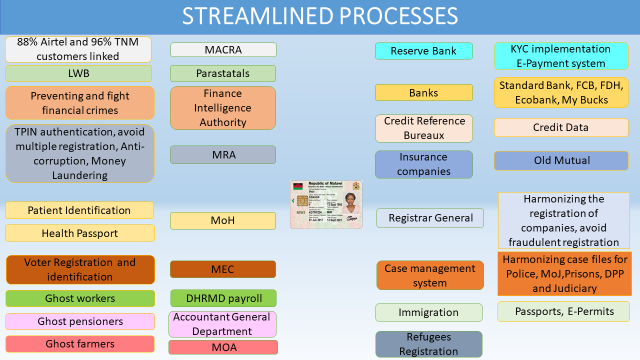 STREAMLINED PROCESSES
88% Airtel and 96% TNM
customers linked
LWB
Preventing and fight
financial crimes
TPIN authentication, avoid
multiple registration, Anti-
corruption, Money
Laundering
Patient Identification
Health Passport
Voter Registration and
identification
Ghost workers
Ghost pensioners
Ghost farmers
MACRA
Parastatals
Finance
Intelligence
Authority
MRA
MoH
MEC
DHRMD payroll
Accountant General
Department
MOA
Republic of Malawi
Reserve Bank
Banks
Credit Reference
Bureaux
Insurance
companies
Registrar General
Case management
system
Immigration
Refugees
Registration
KYC implementation
E-Payment system
Standard Bank, FCB, FDH,
Ecobank, My Bucks
Credit Data
Old Mutual
Harmonizing the
registration of
companies, avoid
fraudulent registration
Harmonizing case files for
Police, MoJ,Prisons, DPP
and Judiciary
Passports, E-Permits